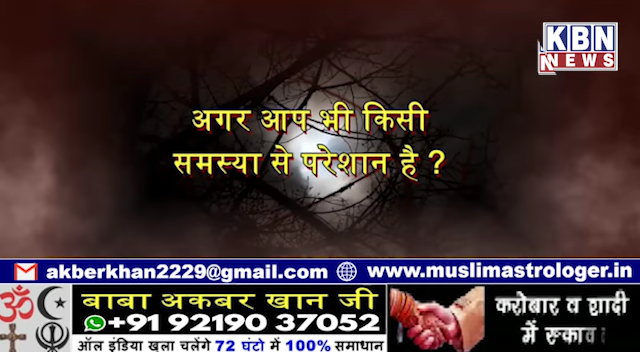 KBN
NEWS
अगर आप भी किसी
समस्या से परेशान है ?
akberkhan2229@gmail.com www.muslimastrologer.in
बाबा अकबर खान जी
+91 92190 37052
ऑल इंडिया खुला चलेंगे 72 घंटो में 100% समाधान
करोबार व शादी
में रूकाव